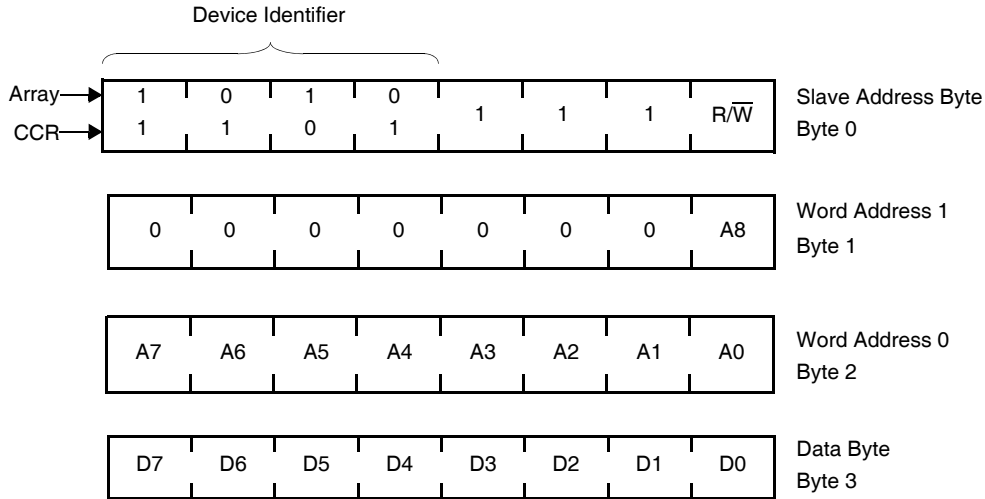 Device Identifier
Array 1 0 1 0
CCR 1 1 0 1
1 1 1 R/W̅
Slave Address Byte
Byte 0
0 0 0 0 0 0 0 A8
Word Address 1
Byte 1
A7 A6 A5 A4 A3 A2 A1 A0
Word Address 0
Byte 2
D7 D6 D5 D4 D3 D2 D1 D0
Data Byte
Byte 3